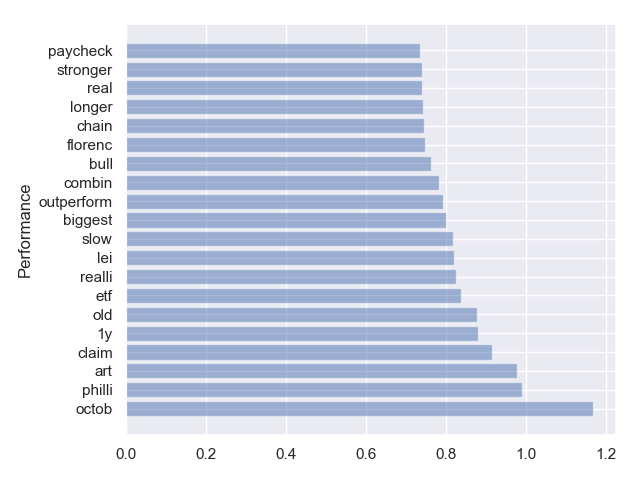 paycheck
stronger
real
longer
chain
florenc
bull
combin
outperform
biggest
slow
lei
realli
etf
old
1y
claim
art
philli
octob
Performance
0.0 0.2 0.4 0.6 0.8 1.0 1.2